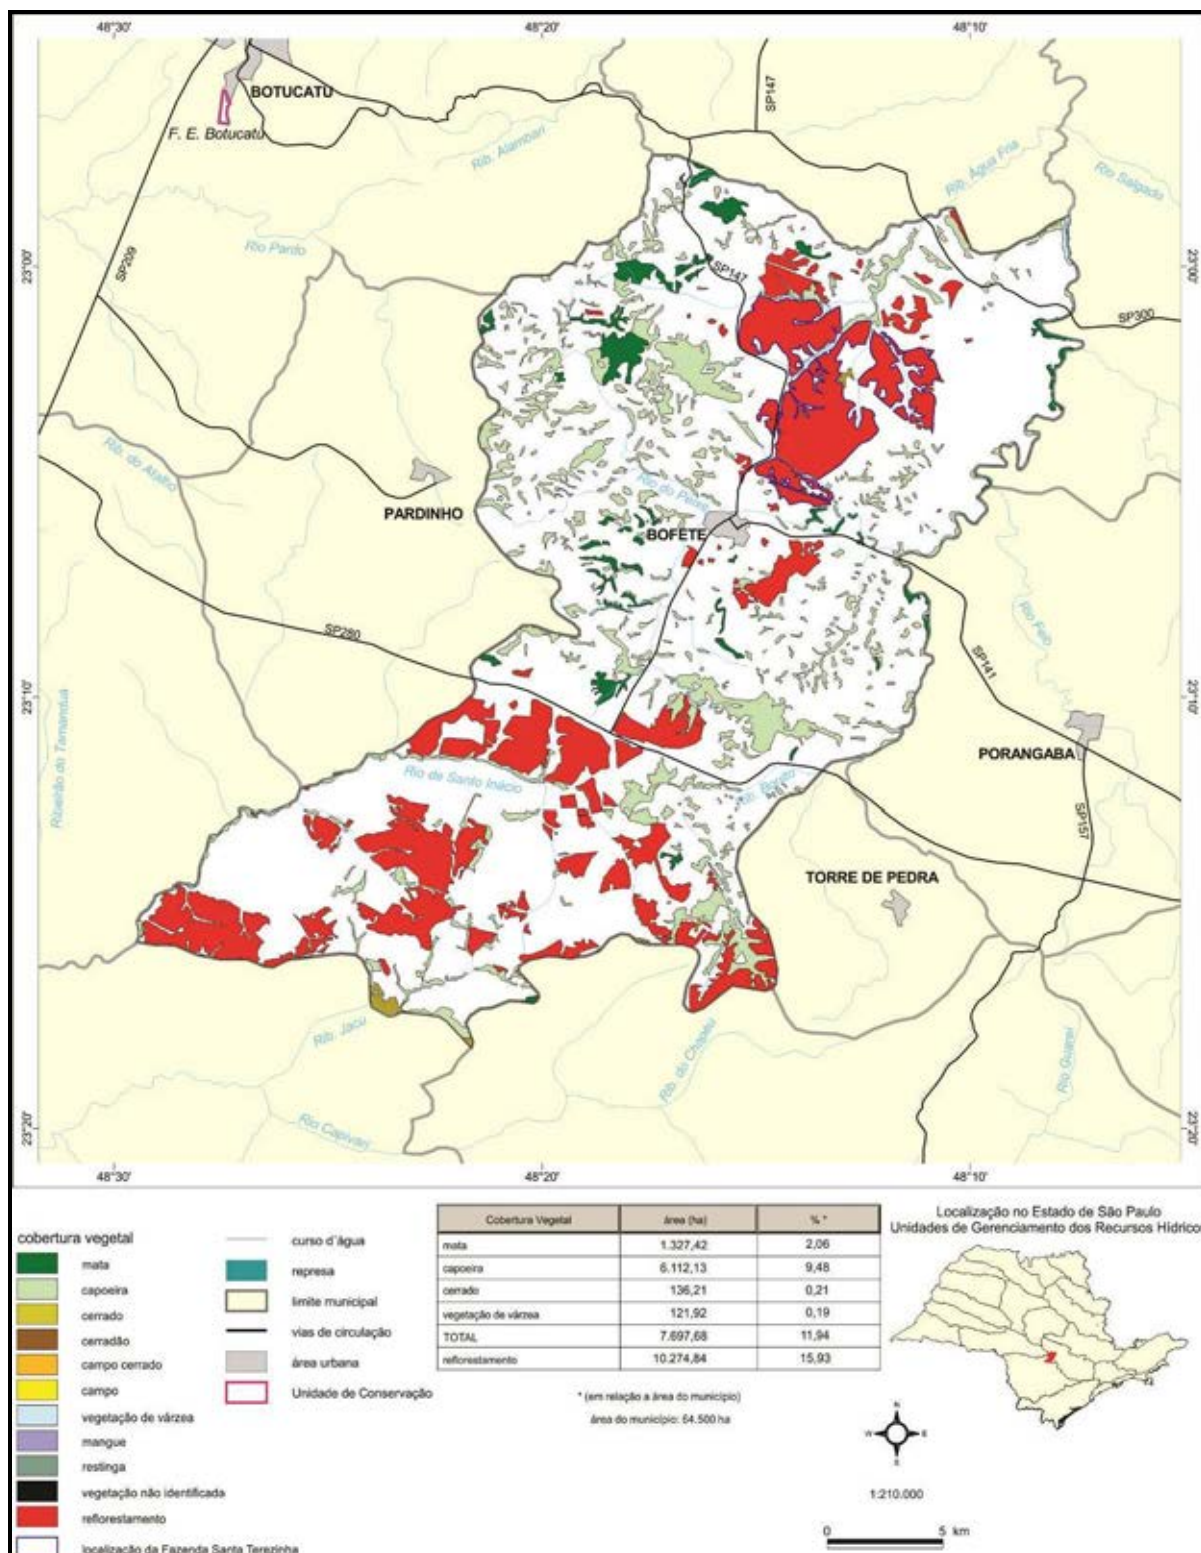 48°30' 48°20' 48°10'
BOTUCATU
F. E. Botucatu
SP147
Rib. Alambari
Rib. Água Fria
Rio Salgado
SP209
Rio Pardo
23°00'
SP147
23°00'
SP300
Rib. do Atalho
PARDINHO
Rio do Peixe
BOFETE
SP280
Rio Feio
SP141
23°10'
23°10'
Ribeirão do Tamandua
PORANGABA
Rio de Santo Inácio
Rib. Bonito
SP157
TORRE DE PEDRA
Rib. Jacu
Rib. do Chapéu
Rio Guareí
Rio Capivari
23°20'
23°20'
48°30' 48°20' 48°10'
cobertura vegetal
mata
capoeira
cerrado
cerradão
campo cerrado
campo
vegetação de várzea
mangue
restinga
vegetação não identificada
reflorestamento
localização da Fazenda Santa Terezinha
curso d'água
represa
limite municipal
vias de circulação
área urbana
Unidade de Conservação
Cobertura Vegetal área (ha) % *
mata 1.327,42 2,06
capoeira 6.112,13 9,48
cerrado 136,21 0,21
vegetação de várzea 121,92 0,19
TOTAL 7.697,68 11,94
reflorestamento 10.274,84 15,93
* (em relação a área do município)
área do município: 64.500 ha
Localização no Estado de São Paulo
Unidades de Gerenciamento dos Recursos Hídrico
N
W E
S
1:210.000
0 5 km